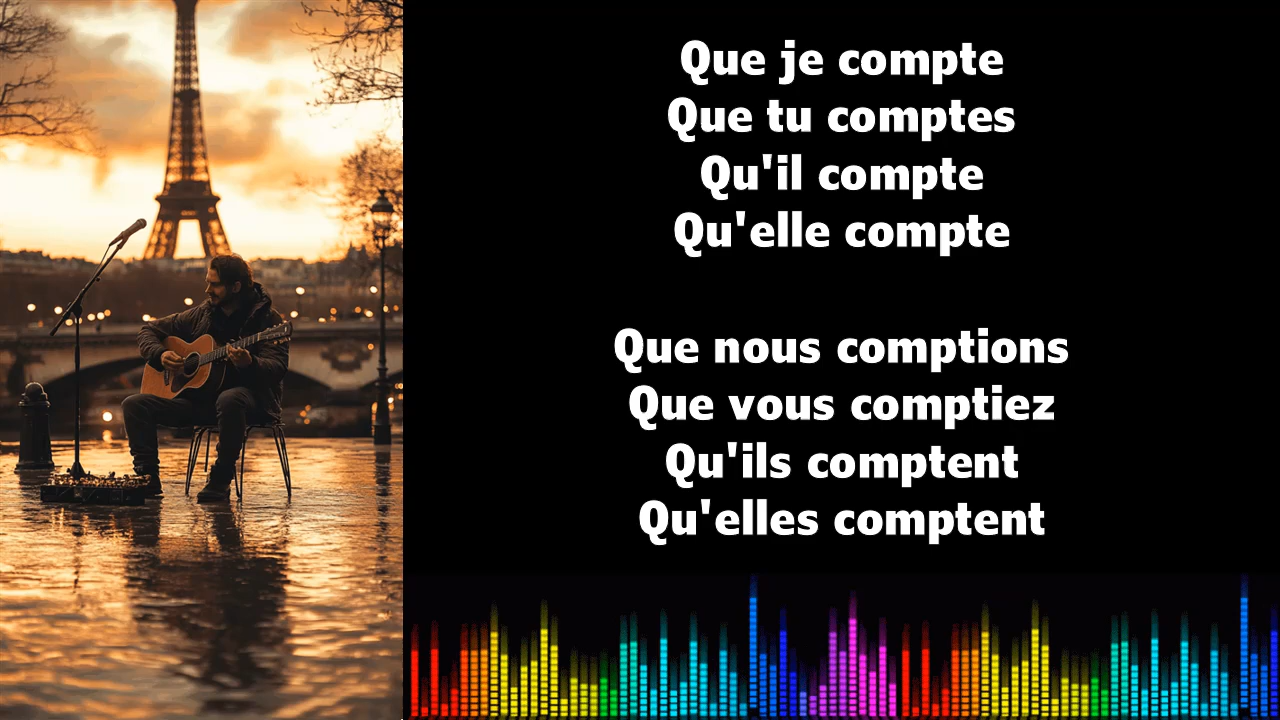 Que je compte
Que tu comptes
Qu'il compte
Qu'elle compte
Que nous comptions
Que vous comptiez
Qu'ils comptent
Qu'elles comptent